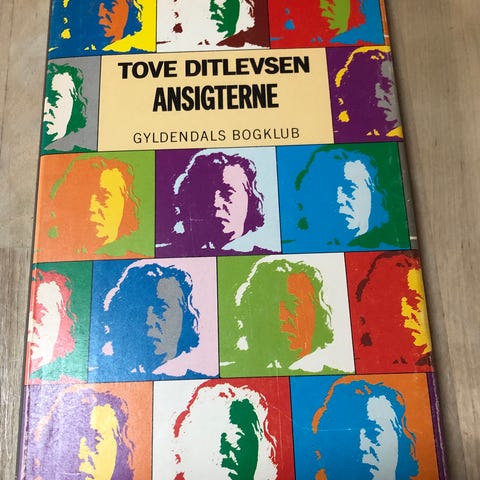 TOVE DITLEVSEN
ANSIGTERNE
GYLDENDALS BOGKLUB